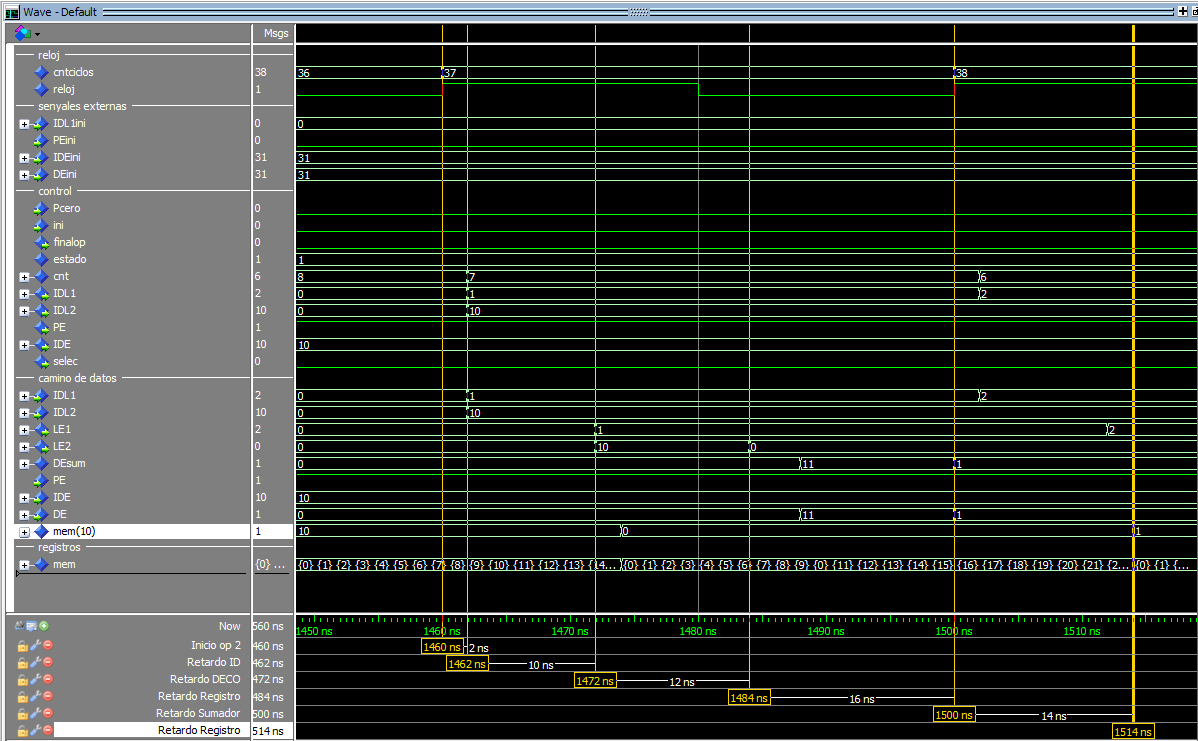 Wave - Default
Msgs
reloj
cntciclos 38 36 37 38
reloj 1
senyales externas
IDL1ini 0 0
PEini 0
IDEini 31 31
DEini 31 31
control
Pcero 0
ini 0
finalop 0
estado 1 1
cnt 6 8 7 6
IDL1 2 0 1 2
IDL2 10 0 10
PE 1
IDE 10 10
selec 0
camino de datos
IDL1 2 0 1 2
IDL2 10 0 10
LE1 2 0 1 2
LE2 0 0 10 0
DEsum 1 0 11 1
PE 1
IDE 10 10
DE 1 0 11 1
mem(10) 1 10 0 1
registros
mem {0} ... {0} {1} {2} {3} {4} {5} {6} {7} {8} {9} {10} {11} {12} {13} {14... {0} {1} {2} {3} {4} {5} {6} {7} {8} {9} {0} {11} {12} {13} {14} {15} {16} {17} {18} {19} {20} {21} {2... {0} {1} {...
Now 560 ns 1450 ns 1460 ns 1470 ns 1480 ns 1490 ns 1500 ns 1510 ns
Inicio op 2 460 ns 1460 ns 2 ns
Retardo ID 462 ns 1462 ns 10 ns
Retardo DECO 472 ns 1472 ns 12 ns
Retardo Registro 484 ns 1484 ns 16 ns
Retardo Sumador 500 ns 1500 ns 14 ns
Retardo Registro 514 ns 1514 ns